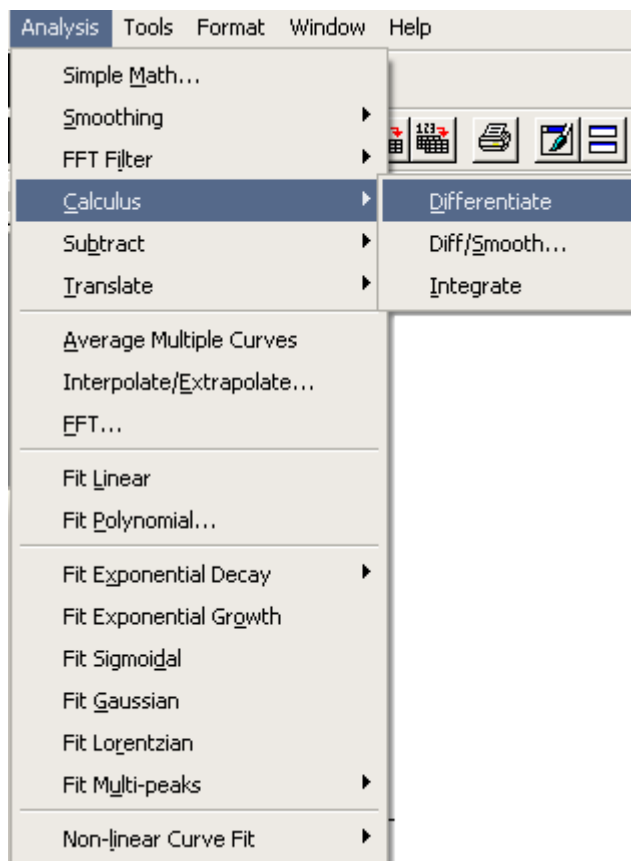 Analysis Tools Format Window Help
Simple Math...
Smoothing
FFT Filter
123
Calculus
Differentiate
Subtract
Diff/Smooth...
Translate
Integrate
Average Multiple Curves
Interpolate/Extrapolate...
FFT...
Fit Linear
Fit Polynomial...
Fit Exponential Decay
Fit Exponential Growth
Fit Sigmoidal
Fit Gaussian
Fit Lorentzian
Fit Multi-peaks
Non-linear Curve Fit